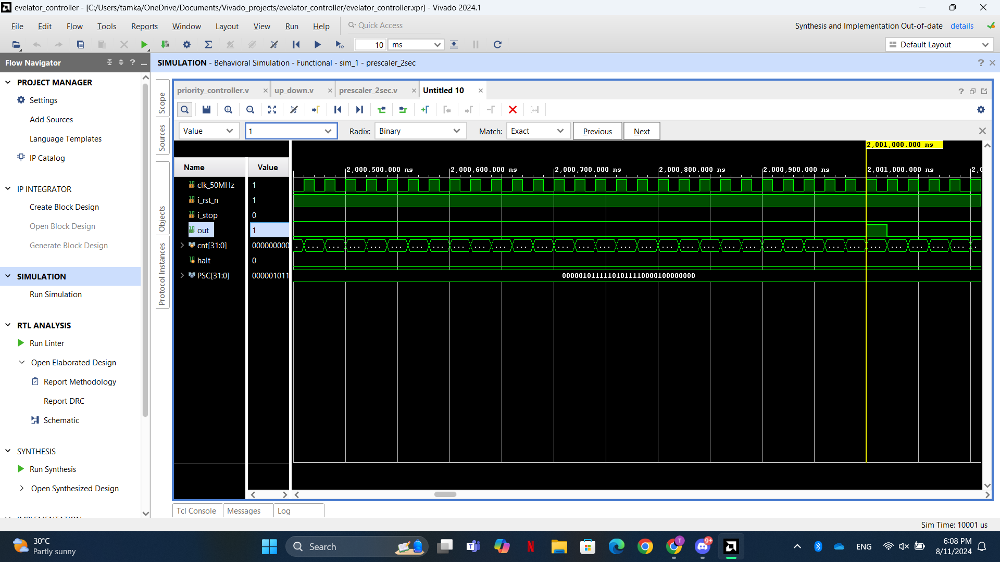 evelator_controller - [C:/Users/tamka/OneDrive/Documents/Vivado_projects/evelator_controller/evelator_controller.xpr] - Vivado 2024.1
File Edit Flow Tools Reports Window Layout View Run Help Quick Access
Synthesis and Implementation Out-of-date details
10 ms
Default Layout
Flow Navigator
SIMULATION - Behavioral Simulation - Functional - sim_1 - prescaler_2sec
PROJECT MANAGER
Settings
Add Sources
Language Templates
IP Catalog
IP INTEGRATOR
Create Block Design
Open Block Design
Generate Block Design
SIMULATION
Run Simulation
RTL ANALYSIS
Run Linter
Open Elaborated Design
Report Methodology
Report DRC
Schematic
SYNTHESIS
Run Synthesis
Open Synthesized Design
Scope
Sources
Objects
Protocol Instances
priority_controller.v up_down.v prescaler_2sec.v Untitled 10
Value 1 Radix: Binary Match: Exact Previous Next
2,001,000.000 ns
Name Value
2,000,500.000 ns 2,000,600.000 ns 2,000,700.000 ns 2,000,800.000 ns 2,000,900.000 ns 2,001,000.000 ns 2,0
clk_50MHz 1
i_rst_n 1
i_stop 0
out 1
cnt[31:0] 000000000
halt 0
PSC[31:0] 000001011 00000101111101011110000100000000
Tcl Console Messages Log
Sim Time: 10001 us
30°C
Partly sunny
Search
ENG
6:08 PM
8/11/2024